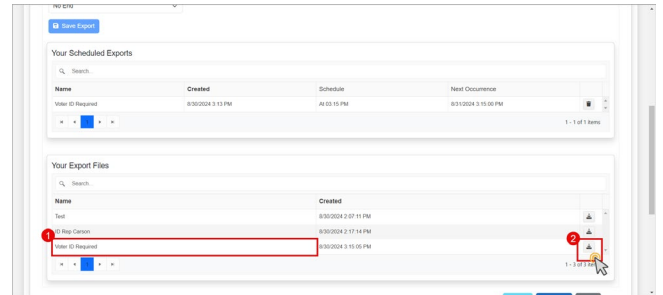 No End
Save Export
Your Scheduled Exports
Search...
Name Created Schedule Next Occurrence
Voter ID Required 8/30/2024 3:13 PM At 03:15 PM 8/31/2024 3:15:00 PM
1
1 - 1 of 1 items
Your Export Files
Search...
Name Created
Test 8/30/2024 2:07:11 PM
ID Rep Carson 8/30/2024 2:17:14 PM
1 2
Voter ID Required 8/30/2024 3:15:05 PM
1
1 - 3 of 3